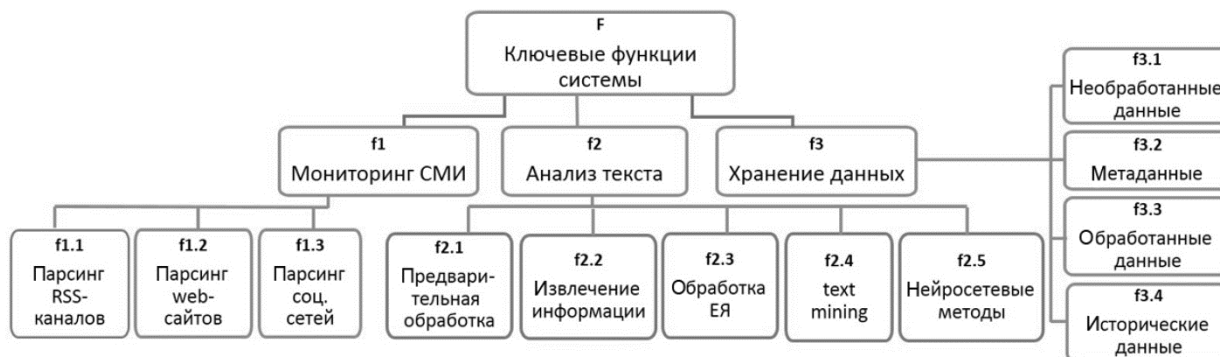 F
Ключевые функции
системы
f1
Мониторинг СМИ
f2
Анализ текста
f3
Хранение данных
f3.1
Необработанные
данные
f3.2
Метаданные
f3.3
Обработанные
данные
f3.4
Исторические
данные
f1.1
Парсинг
RSS-
каналов
f1.2
Парсинг
web-
сайтов
f1.3
Парсинг
соц.
сетей
f2.1
Предвари-
тельная
обработка
f2.2
Извлечение
информации
f2.3
Обработка
ЕЯ
f2.4
text
mining
f2.5
Нейросетевые
методы